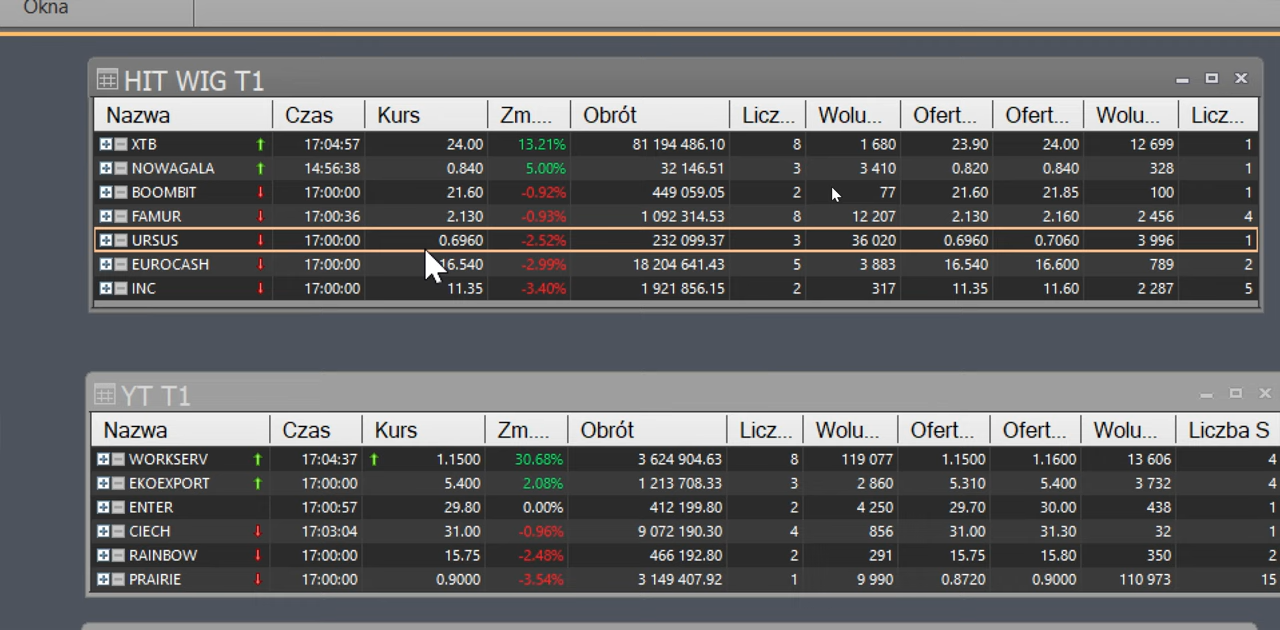 Okna
HIT WIG T1
Nazwa Czas Kurs Zm.... Obrót Licz... Wolu... Ofert... Ofert... Wolu... Licz...
XTB 17:04:57 24.00 13.21% 81 194 486.10 8 1 680 23.90 24.00 12 699 1
NOWAGALA 14:56:38 0.840 5.00% 32 146.51 3 3 410 0.820 0.840 328 1
BOOMBIT 17:00:00 21.60 -0.92% 449 059.05 2 77 21.60 21.85 100 1
FAMUR 17:00:36 2.130 -0.93% 1 092 314.53 8 12 207 2.130 2.160 2 456 4
URSUS 17:00:00 0.6960 -2.52% 232 099.37 3 36 020 0.6960 0.7060 3 996 1
EUROCASH 17:00:00 16.540 -2.99% 18 204 641.43 5 3 883 16.540 16.600 789 2
INC 17:00:00 11.35 -3.40% 1 921 856.15 2 317 11.35 11.60 2 287 5
YT T1
Nazwa Czas Kurs Zm.... Obrót Licz... Wolu... Ofert... Ofert... Wolu... Liczba S
WORKSERV 17:04:37 1.1500 30.68% 3 624 904.63 8 119 077 1.1500 1.1600 13 606 4
EKOEXPORT 17:00:00 5.400 2.08% 1 213 708.33 3 2 860 5.310 5.400 3 732 4
ENTER 17:00:57 29.80 0.00% 412 199.80 2 4 250 29.70 30.00 438 1
CIECH 17:03:04 31.00 -0.96% 9 072 190.30 4 856 31.00 31.30 32 1
RAINBOW 17:00:00 15.75 -2.48% 466 192.80 2 291 15.75 15.80 350 2
PRAIRIE 17:00:00 0.9000 -3.54% 3 149 407.92 1 9 990 0.8720 0.9000 110 973 15